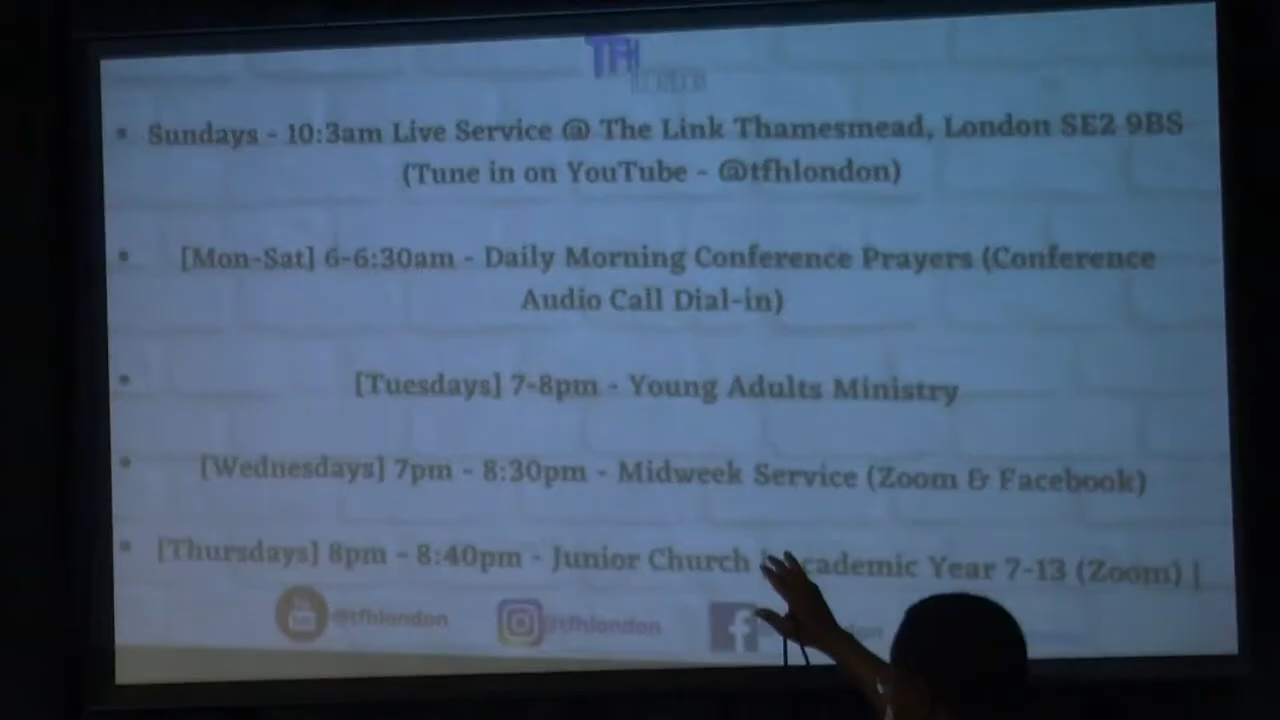 TFH
• Sundays - 10:3am Live Service @ The Link Thamesmead, London SE2 9BS
(Tune in on YouTube - @tfhlondon)
• [Mon-Sat] 6-6:30am - Daily Morning Conference Prayers (Conference
Audio Call Dial-in)
• [Tuesdays] 7-8pm - Young Adults Ministry
• [Wednesdays] 7pm - 8:30pm - Midweek Service (Zoom & Facebook)
• [Thursdays] 8pm - 8:40pm - Junior Church Year 7-13 (Zoom) |
@tfhlondon @tfhlondon